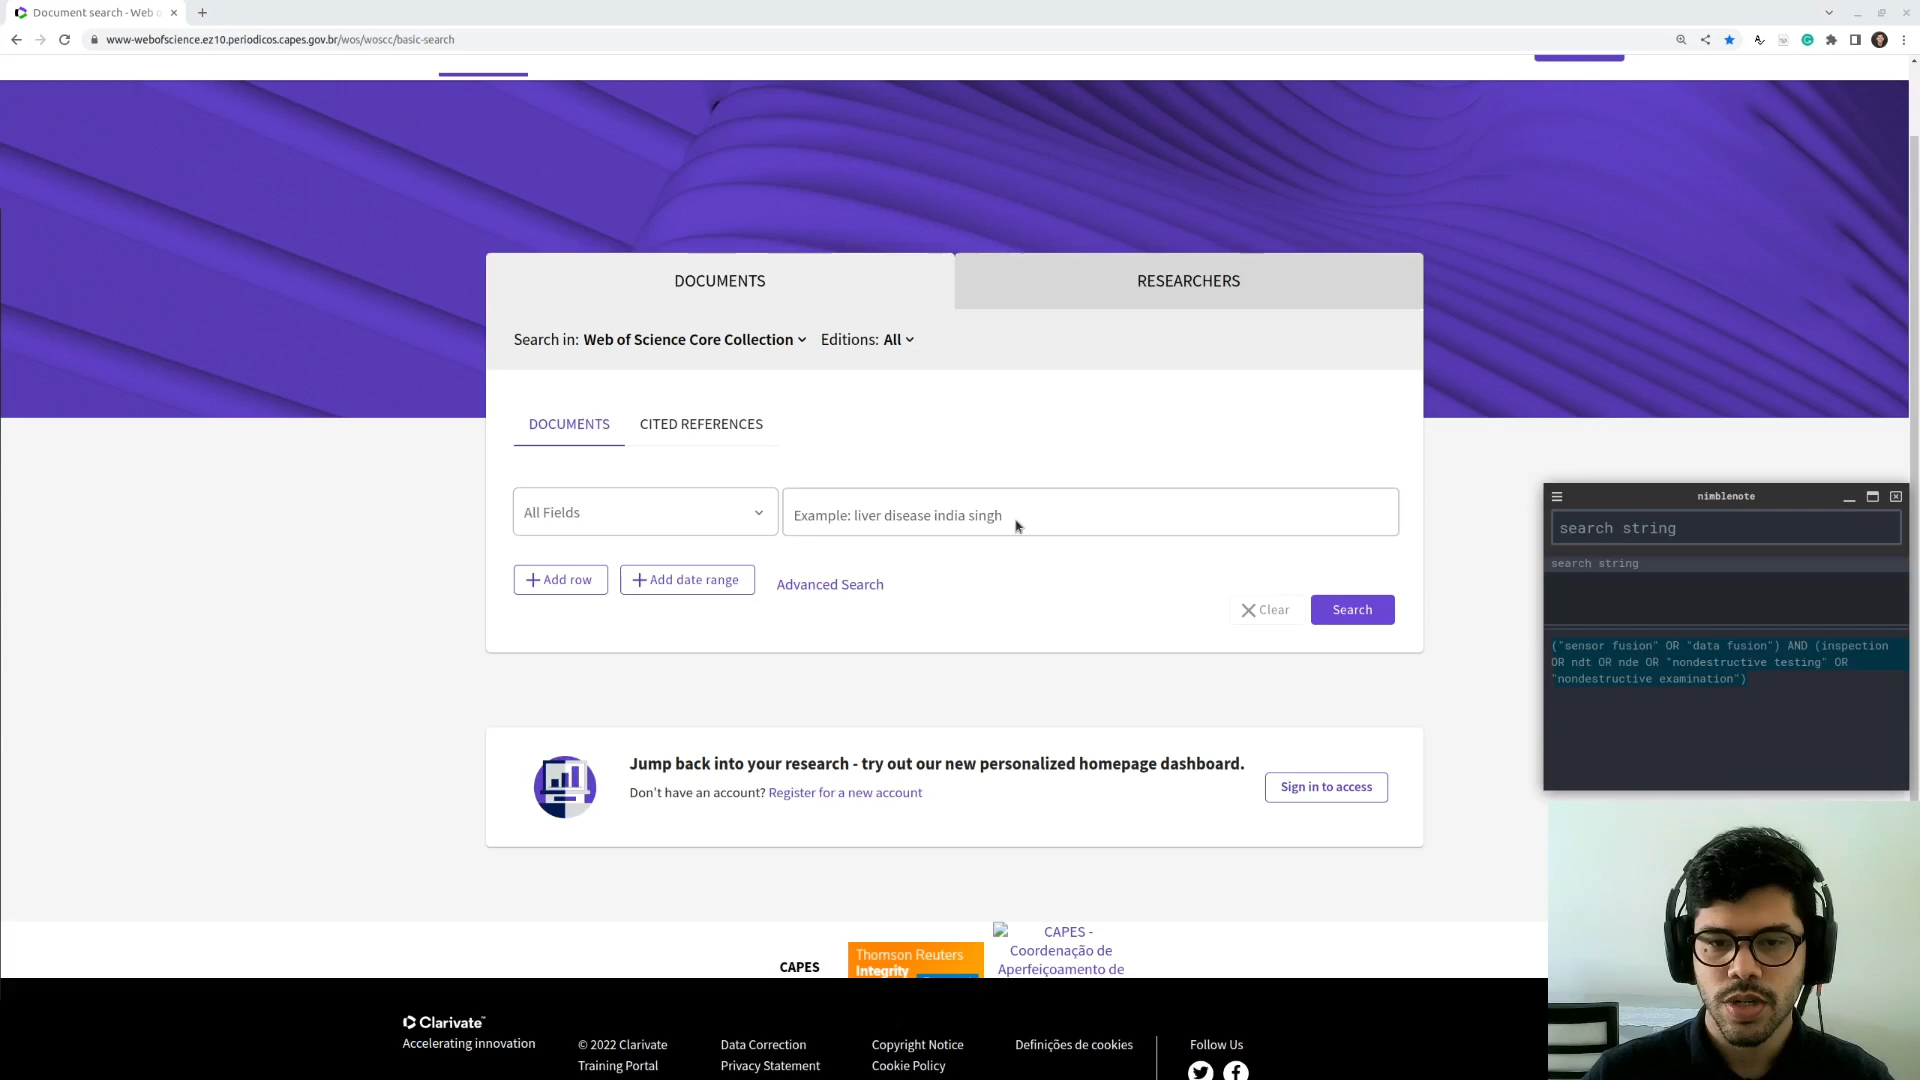 Document search - Web o
www-webofscience.ez10.periodicos.capes.gov.br/wos/woscc/basic-search
DOCUMENTS
RESEARCHERS
Search in: Web of Science Core Collection Editions: All
DOCUMENTS CITED REFERENCES
All Fields
Example: liver disease india singh
Add row
Add date range
Advanced Search
Clear
Search
Jump back into your research - try out our new personalized homepage dashboard.
Don't have an account? Register for a new account
Sign in to access
nimblenote
search string
search string
("sensor fusion" OR "data fusion") AND (inspection
OR ndt OR nde OR "nondestructive testing" OR
"nondestructive examination")
CAPES
Thomson Reuters
Integrity
CAPES -
Coordenação de
Aperfeiçoamento de
Clarivate™
Accelerating innovation
© 2022 Clarivate
Training Portal
Data Correction
Privacy Statement
Copyright Notice
Cookie Policy
Definições de cookies
Follow Us